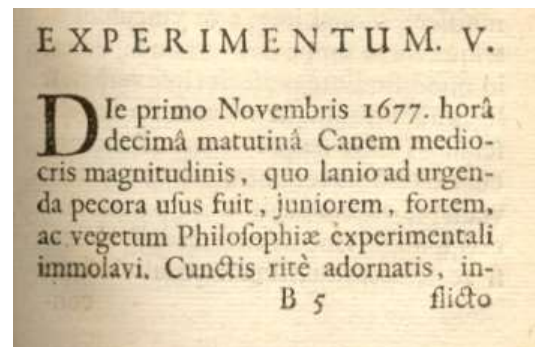 EXPERIMENTUM. V.
DIe primo Novembris 1677. horâ
decimâ matutinâ Canem medio-
cris magnitudinis, quo lanio ad urgen-
da pecora uſus fuit, juniorem, fortem,
ac vegetum Philoſophiæ experimentali
immolavi. Cunctis ritè adornatis, in-
B 5 flicto